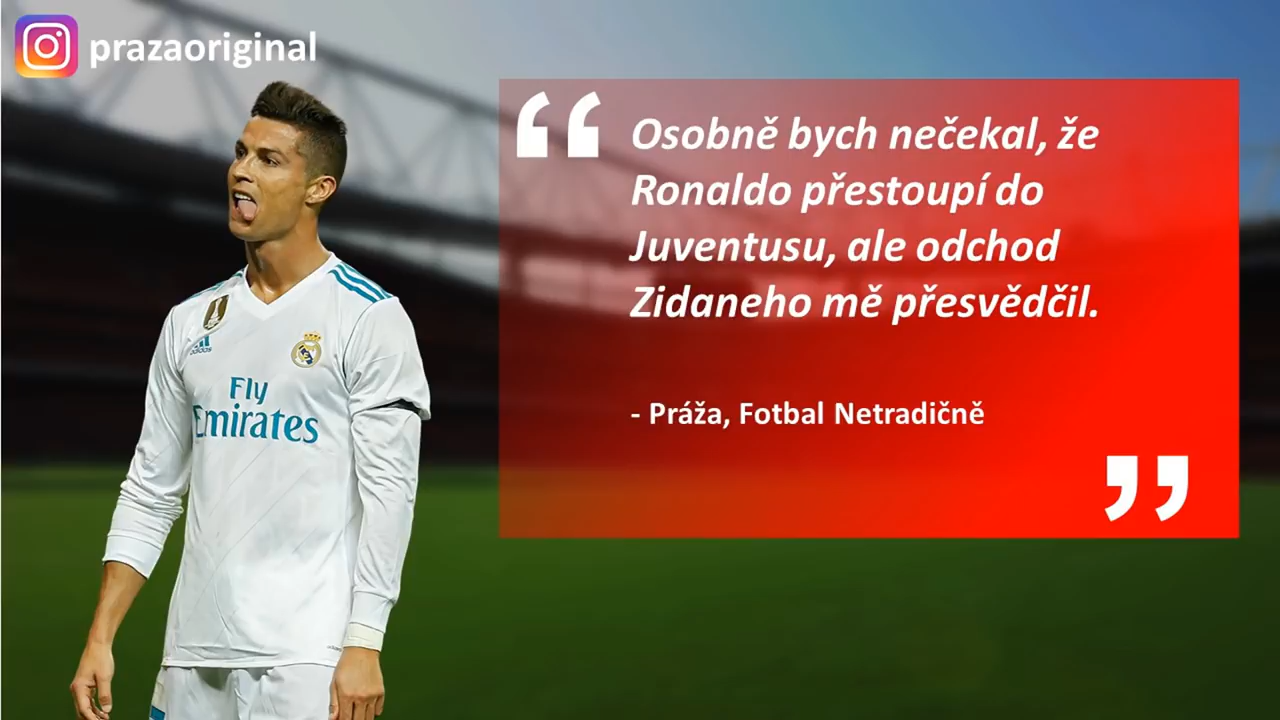 prazaoriginal
“
Osobně bych nečekal, že
Ronaldo přestoupí do
Juventusu, ale odchod
Zidaneho mě přesvědčil.
- Práža, Fotbal Netradičně
”
adidas
Fly
Emirates